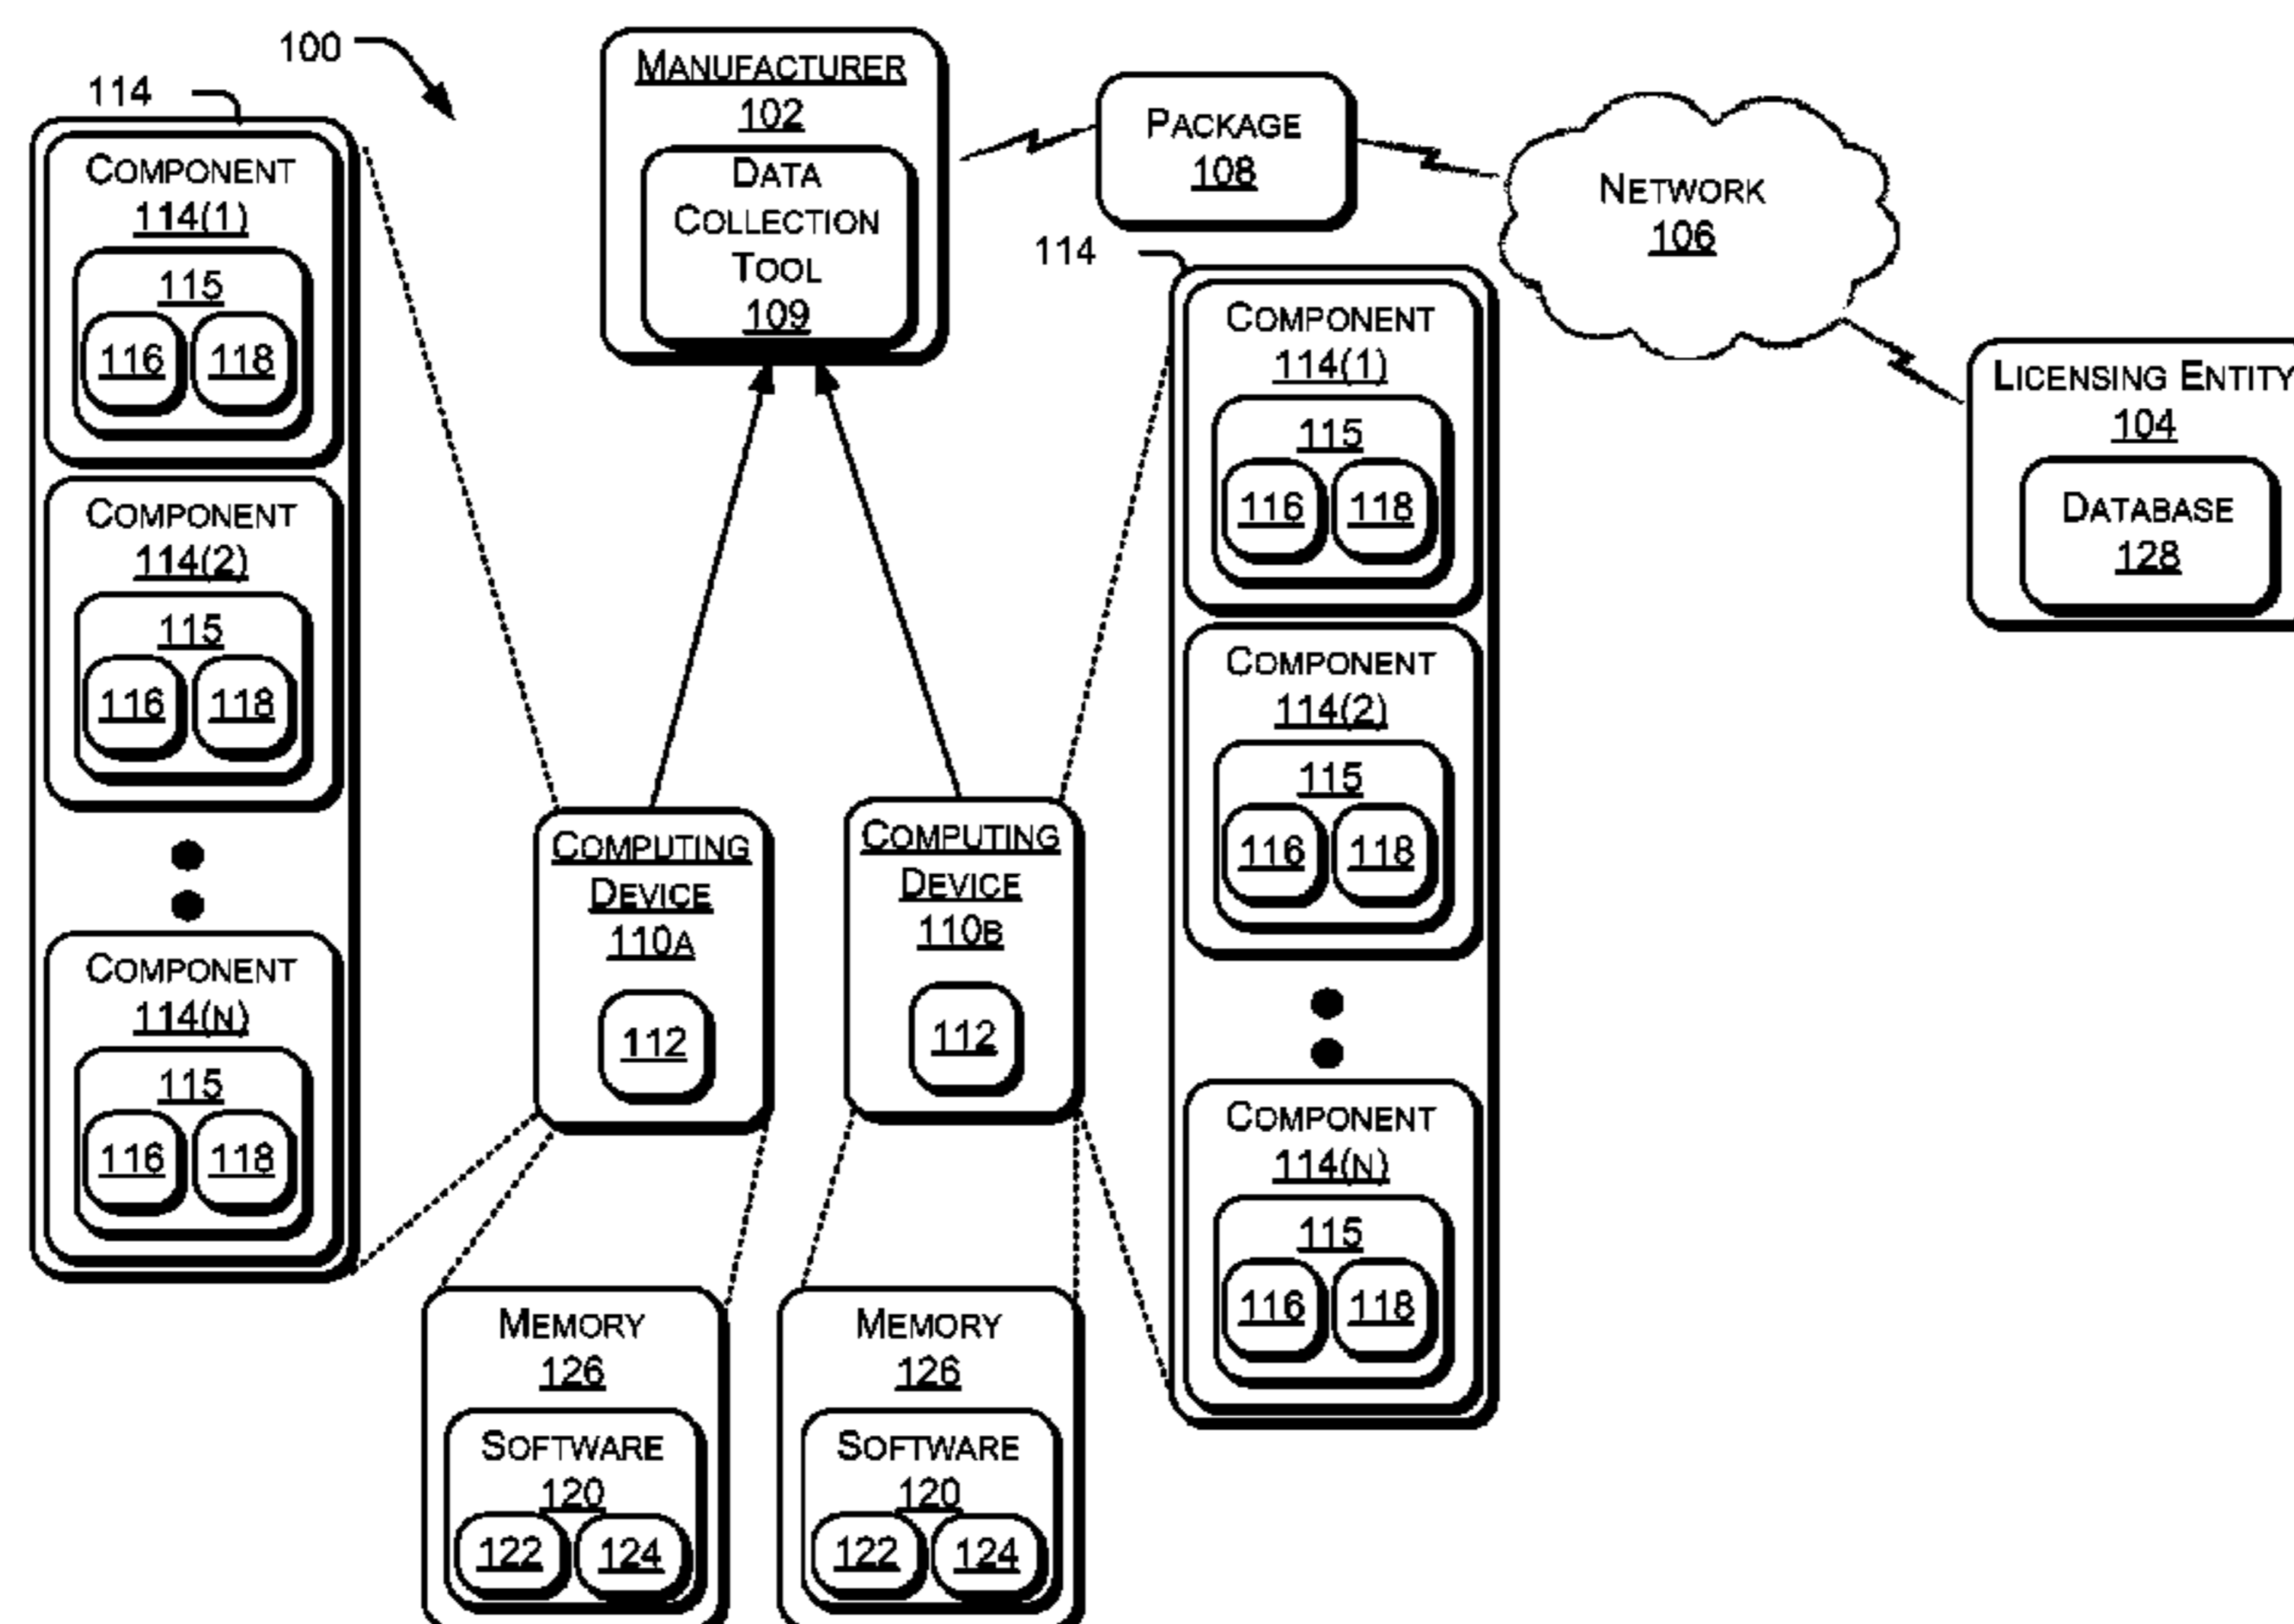 100
114
COMPONENT
114(1)
115
116 118
COMPONENT
114(2)
115
116 118
COMPONENT
114(N)
115
116 118
MANUFACTURER
102
DATA
COLLECTION
TOOL
109
PACKAGE
108
NETWORK
106
LICENSING ENTITY
104
DATABASE
128
COMPUTING
DEVICE
110A
112
COMPUTING
DEVICE
110B
112
114
COMPONENT
114(1)
115
116 118
COMPONENT
114(2)
115
116 118
COMPONENT
114(N)
115
116 118
MEMORY
126
SOFTWARE
120
122 124
MEMORY
126
SOFTWARE
120
122 124